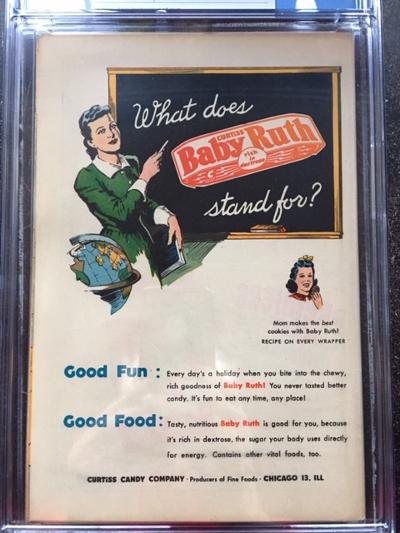 What does
CURTISS
Baby Ruth
rich
in
dextrose
stand for?
Mom makes the best
cookies with Baby Ruth!
RECIPE ON EVERY WRAPPER
Good Fun: Every day's a holiday when you bite into the chewy,
rich goodness of Baby Ruth! You never tasted better
candy. It's fun to eat any time, any place!
Good Food: Tasty, nutritious Baby Ruth is good for you, because
it's rich in dextrose, the sugar your body uses directly
for energy. Contains other vital foods, too.
CURTISS CANDY COMPANY · Producers of Fine Foods · CHICAGO 13, ILL